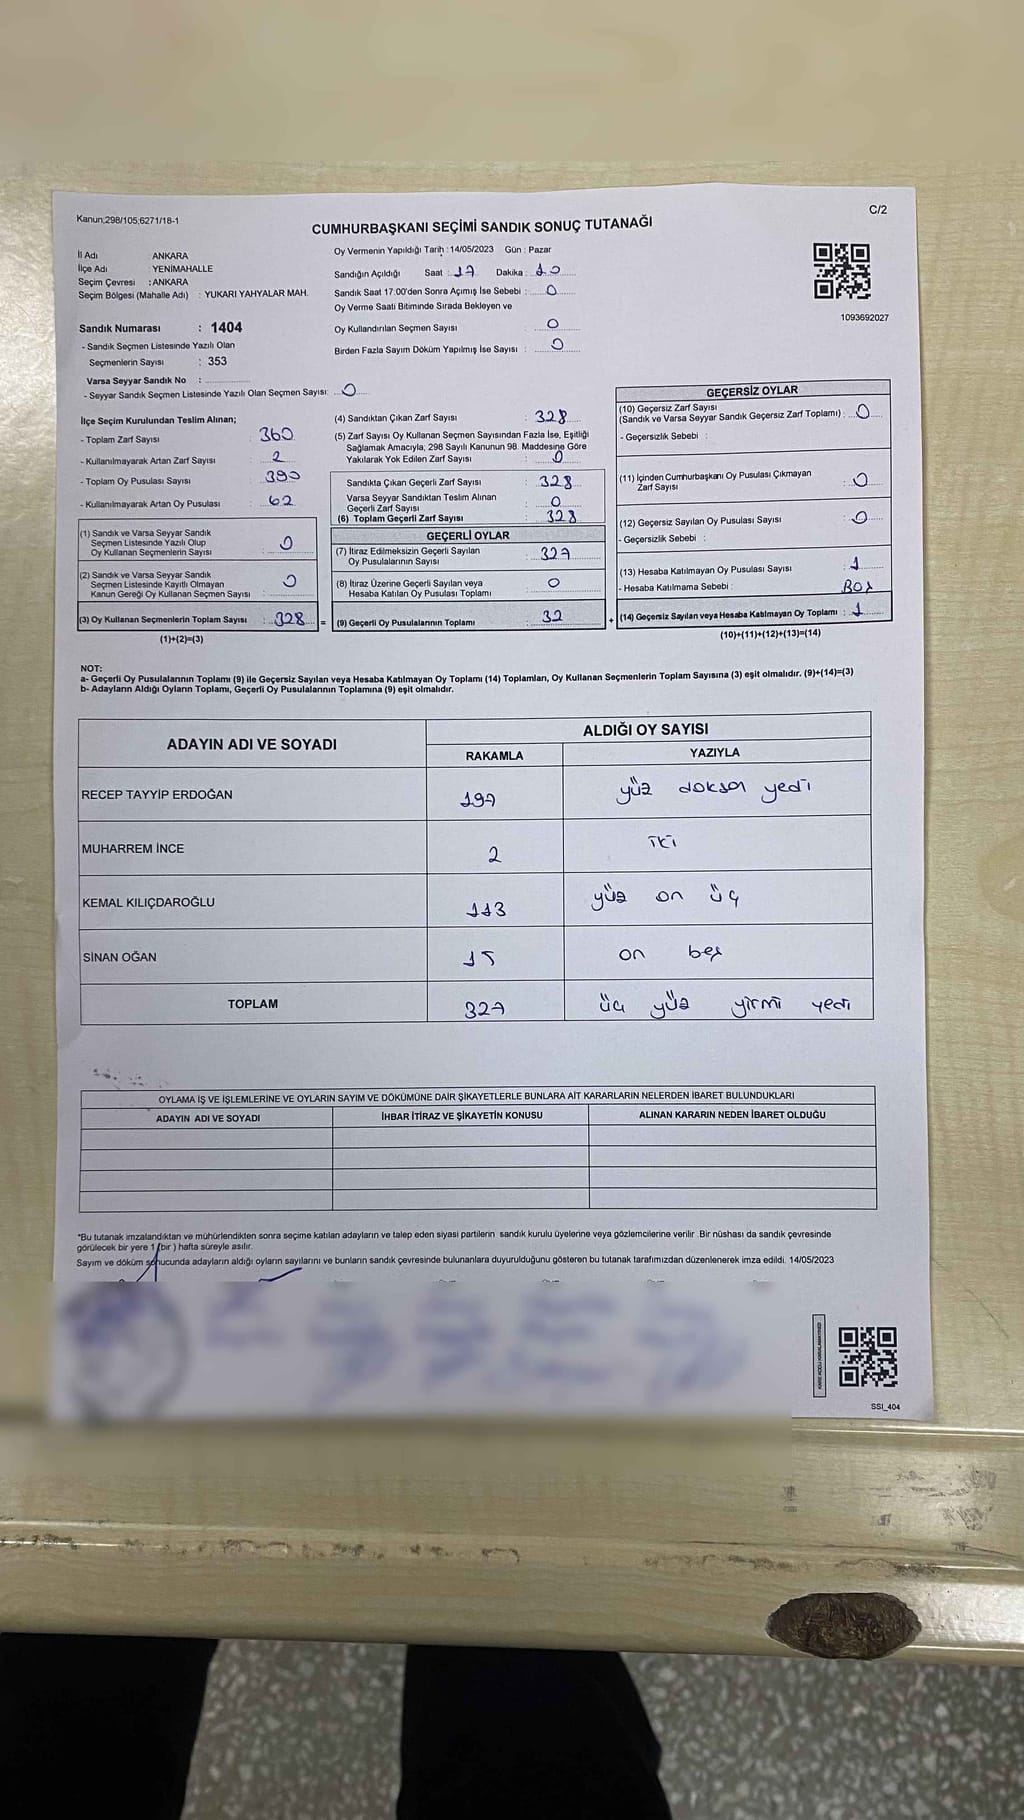 Kanun;298/105;6271/18-1
C/2
CUMHURBAŞKANI SEÇİMİ SANDIK SONUÇ TUTANAĞI
İl Adı : ANKARA
İlçe Adı : YENİMAHALLE
Seçim Çevresi : ANKARA
Seçim Bölgesi (Mahalle Adı) : YUKARI YAHYALAR MAH.
Oy Vermenin Yapıldığı Tarih : 14/05/2023 Gün : Pazar
Sandığın Açıldığı Saat : 17 Dakika : 10
Sandık Saat 17:00'den Sonra Açımış İse Sebebi : 0
Oy Verme Saati Bitiminde Sırada Bekleyen ve
Oy Kullandırılan Seçmen Sayısı : 0
Birden Fazla Sayım Döküm Yapılmış İse Sayısı : 0
1093692027
Sandık Numarası : 1404
- Sandık Seçmen Listesinde Yazılı Olan
Seçmenlerin Sayısı : 353
Varsa Seyyar Sandık No :
- Seyyar Sandık Seçmen Listesinde Yazılı Olan Seçmen Sayısı: 0
İlçe Seçim Kurulundan Teslim Alınan;
- Toplam Zarf Sayısı : 360
- Kullanılmayarak Artan Zarf Sayısı : 2
- Toplam Oy Pusulası Sayısı : 390
- Kullanılmayarak Artan Oy Pusulası : 62
(1) Sandık ve Varsa Seyyar Sandık
Seçmen Listesinde Yazılı Olup
Oy Kullanan Seçmenlerin Sayısı : 0
(2) Sandık ve Varsa Seyyar Sandık
Seçmen Listesinde Kayıtlı Olmayan
Kanun Gereği Oy Kullanan Seçmen Sayısı : 0
(3) Oy Kullanan Seçmenlerin Toplam Sayısı : 328 =
(1)+(2)=(3)
(4) Sandıktan Çıkan Zarf Sayısı : 328
(5) Zarf Sayısı Oy Kullanan Seçmen Sayısından Fazla İse, Eşitliği
Sağlamak Amacıyla, 298 Sayılı Kanunun 98. Maddesine Göre
Yakılarak Yok Edilen Zarf Sayısı : 0
Sandıkta Çıkan Geçerli Zarf Sayısı : 328
Varsa Seyyar Sandıktan Teslim Alınan
Geçerli Zarf Sayısı : 0
(6) Toplam Geçerli Zarf Sayısı : 328
GEÇERLİ OYLAR
(7) İtiraz Edilmeksizin Geçerli Sayılan
Oy Pusulalarının Sayısı : 327
(8) İtiraz Üzerine Geçerli Sayılan veya
Hesaba Katılan Oy Pusulası Toplamı : 0
(9) Geçerli Oy Pusulalarının Toplamı : 32 +
GEÇERSİZ OYLAR
(10) Geçersiz Zarf Sayısı
(Sandık ve Varsa Seyyar Sandık Geçersiz Zarf Toplamı) : 0
- Geçersizlik Sebebi :
(11) İçinden Cumhurbaşkanı Oy Pusulası Çıkmayan
Zarf Sayısı : 0
(12) Geçersiz Sayılan Oy Pusulası Sayısı : 0
- Geçersizlik Sebebi :
(13) Hesaba Katılmayan Oy Pusulası Sayısı : 1
- Hesaba Katılmama Sebebi : Boş
(14) Geçersiz Sayılan veya Hesaba Katılmayan Oy Toplamı : 1
(10)+(11)+(12)+(13)=(14)
NOT:
a- Geçerli Oy Pusulalarının Toplamı (9) ile Geçersiz Sayılan veya Hesaba Katılmayan Oy Toplamı (14) Toplamları, Oy Kullanan Seçmenlerin Toplam Sayısına (3) eşit olmalıdır. (9)+(14)=(3)
b- Adayların Aldığı Oyların Toplamı, Geçerli Oy Pusulalarının Toplamına (9) eşit olmalıdır.
ADAYIN ADI VE SOYADI ALDIĞI OY SAYISI
RAKAMLA YAZIYLA
RECEP TAYYİP ERDOĞAN 197 yüz doksan yedi
MUHARREM İNCE 2 iki
KEMAL KILIÇDAROĞLU 113 yüz on üç
SİNAN OĞAN 15 on beş
TOPLAM 327 üç yüz yirmi yedi
OYLAMA İŞ VE İŞLEMLERİNE VE OYLARIN SAYIM VE DÖKÜMÜNE DAİR ŞİKAYETLERLE BUNLARA AİT KARARLARIN NELERDEN İBARET BULUNDUKLARI
ADAYIN ADI VE SOYADI İHBAR İTİRAZ VE ŞİKAYETİN KONUSU ALINAN KARARIN NEDEN İBARET OLDUĞU
*Bu tutanak imzalandıktan ve mühürlendikten sonra seçime katılan adayların ve talep eden siyasi partilerin sandık kurulu üyelerine veya gözlemcilerine verilir. Bir nüshası da sandık çevresinde
görülecek bir yere 1 (bir ) hafta süreyle asılır.
Sayım ve döküm sonucunda adayların aldığı oyların sayılarını ve bunların sandık çevresinde bulunanlara duyurulduğunu gösteren bu tutanak tarafımızdan düzenlenerek imza edildi. 14/05/2023
SSI_404